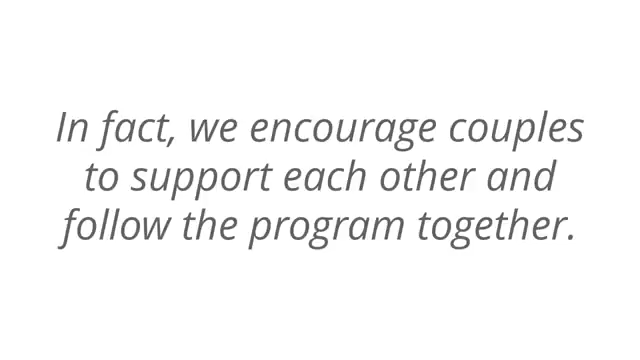 In fact, we encourage couples
to support each other and
follow the program together.